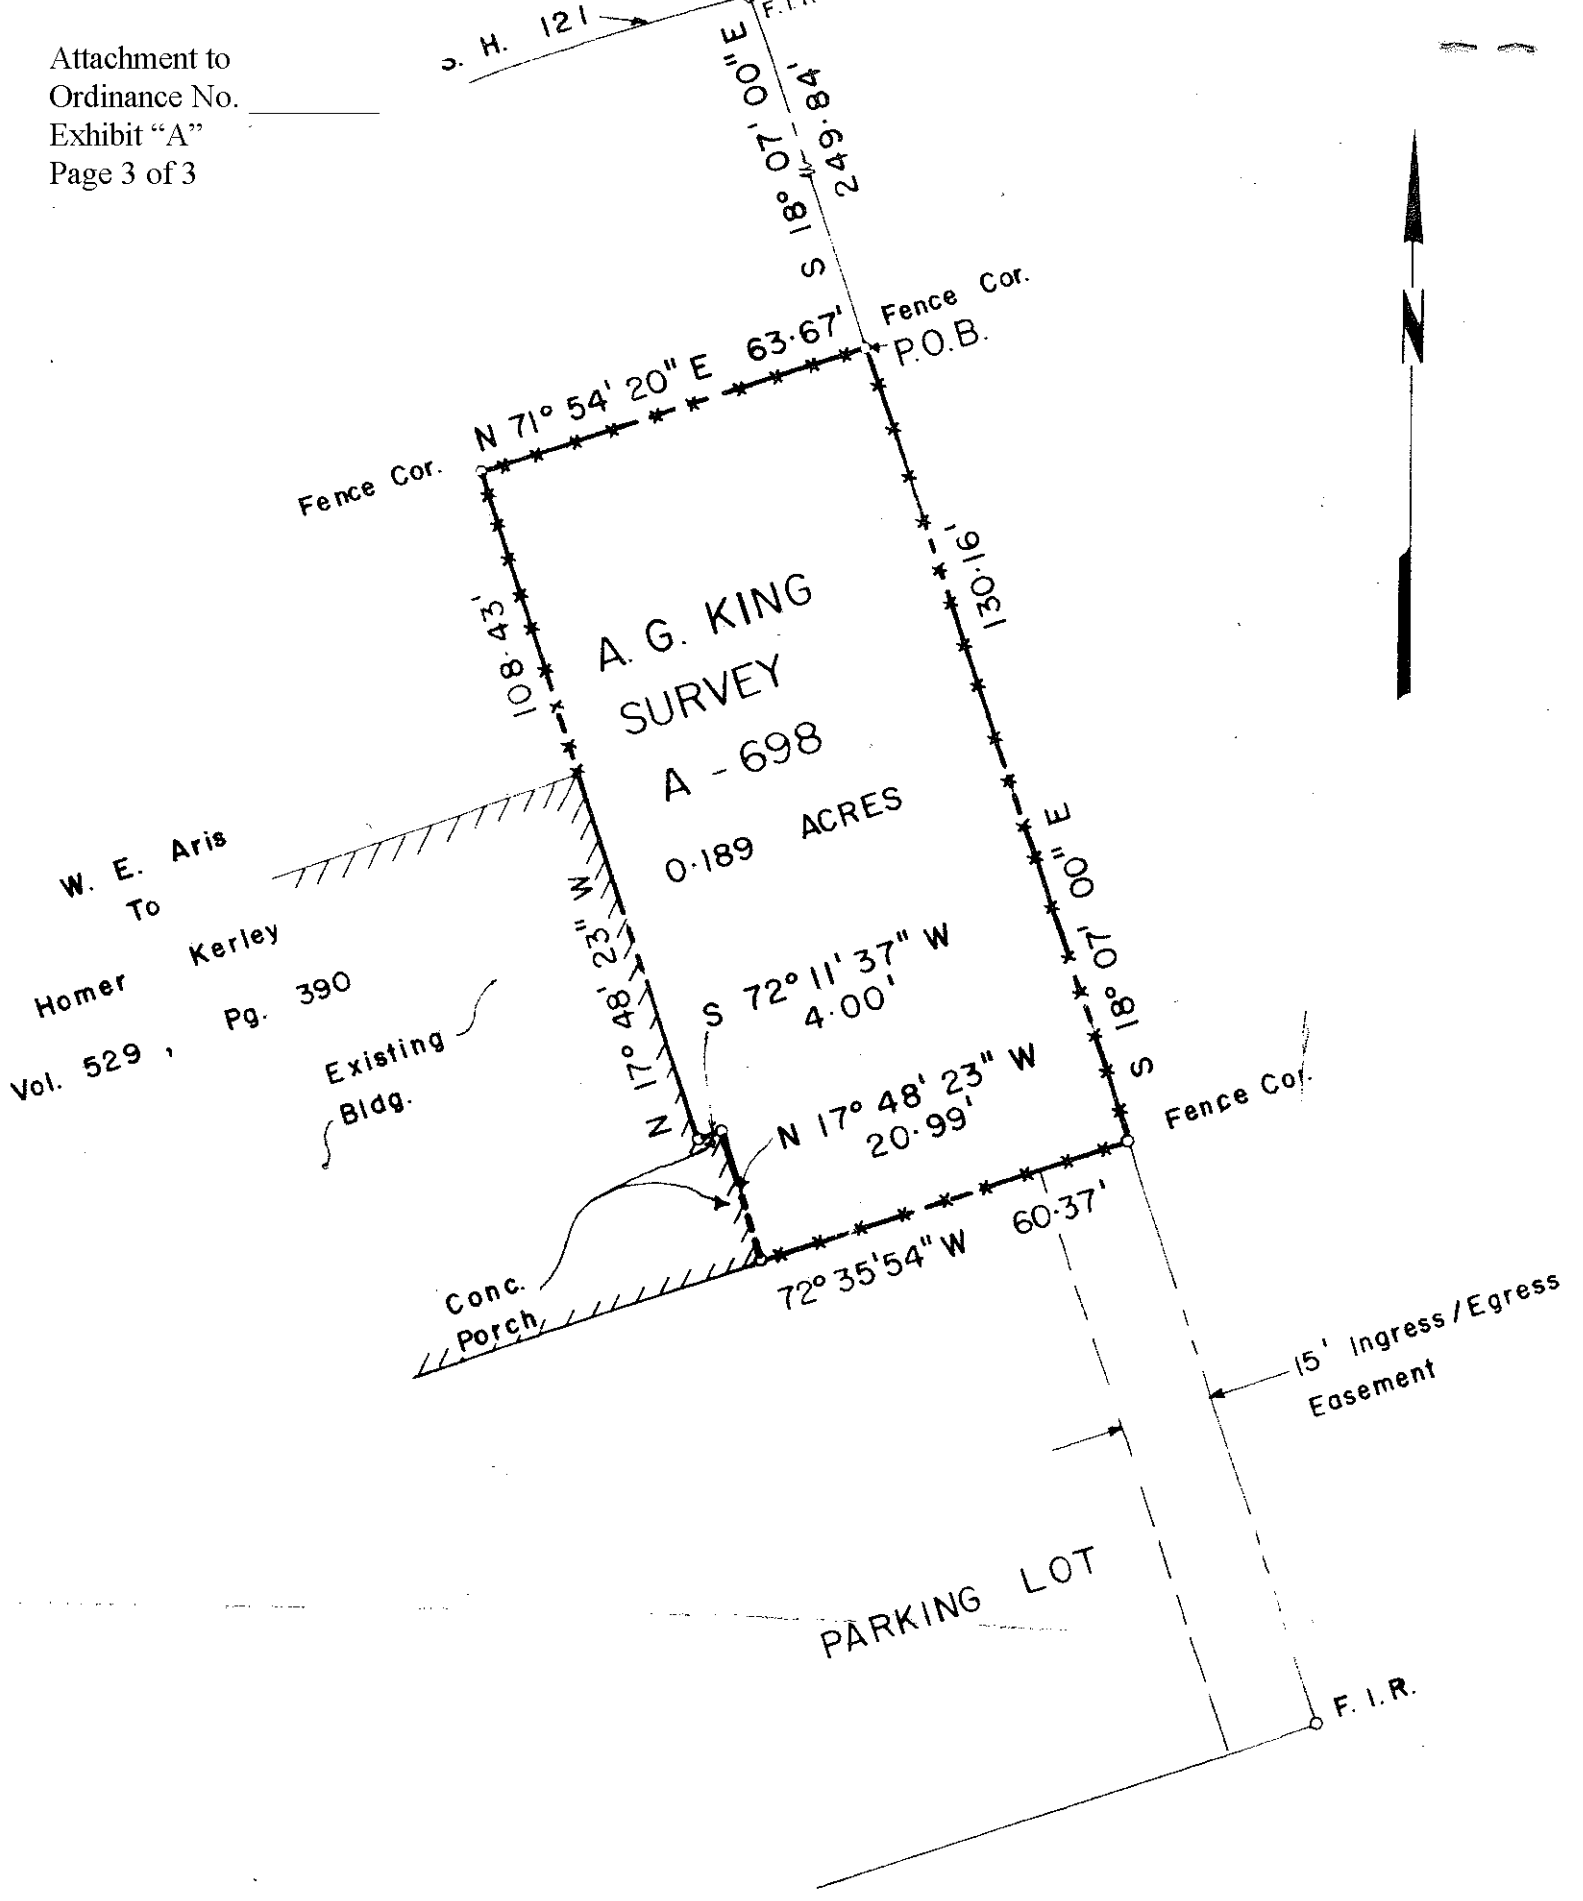 Attachment to
Ordinance No. ________
Exhibit “A”
Page 3 of 3
H. 121
S 18° 07' 00" E
249.84'
Fence Cor.
P.O.B.
N 71° 54' 20" E 63.67'
Fence Cor.
108.43'
130.16'
A. G. KING
SURVEY
A - 698
0.189 ACRES
S 18° 07' 00" E
W. E. Aris
To
Homer Kerley
Vol. 529 , Pg. 390
Existing
Bldg.
N 17° 48' 23" W
S 72° 11' 37" W
4.00'
N 17° 48' 23" W
20.99'
Fence Cor.
72° 35' 54" W 60.37'
Conc.
Porch
15' Ingress/Egress
Easement
PARKING LOT
F. I. R.
N